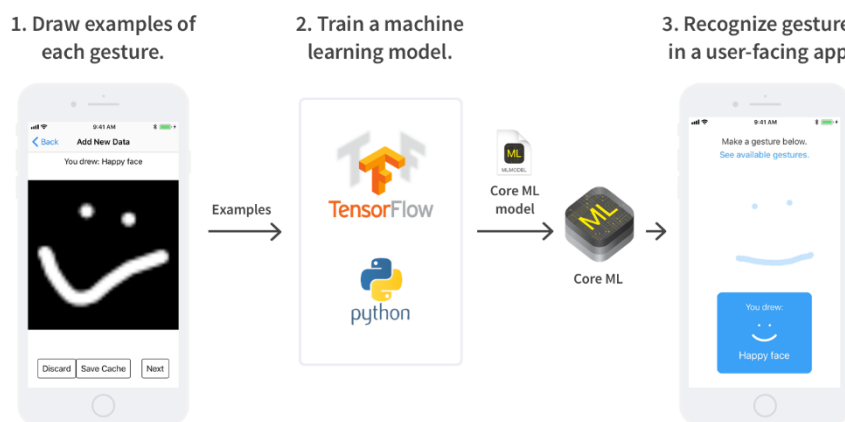 1. Draw examples of
each gesture.
2. Train a machine
learning model.
3. Recognize gesture
in a user-facing app
9:41 AM
Back
Add New Data
You drew: Happy face
Discard
Save Cache
Next
Examples
TensorFlow
python
ML
MLMODEL
Core ML
model
ML
Core ML
9:41 AM
Make a gesture below.
See available gestures.
You drew:
Happy face